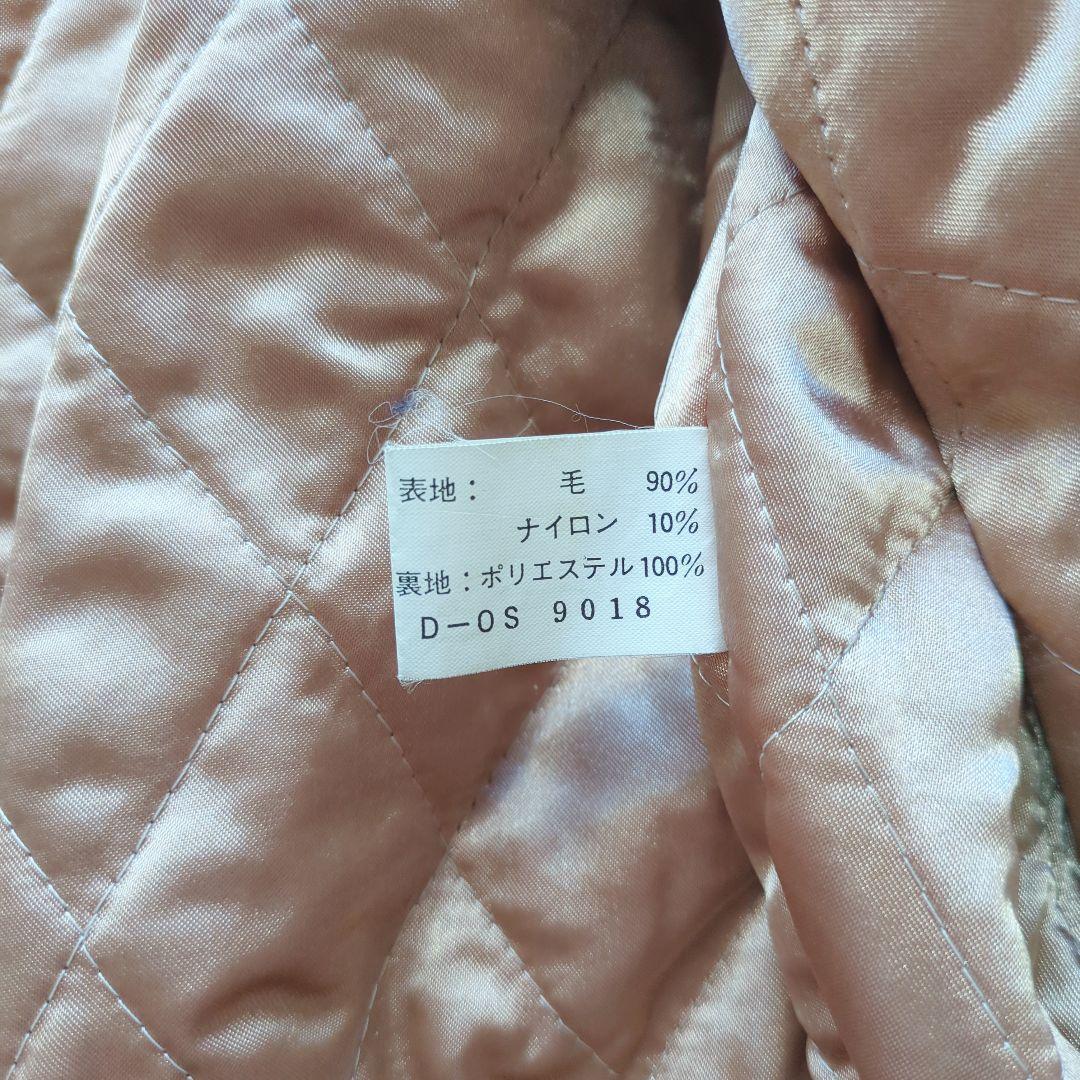 表地： 毛 90%
ナイロン 10%
裏地：ポリエステル100%
D－OS 9018